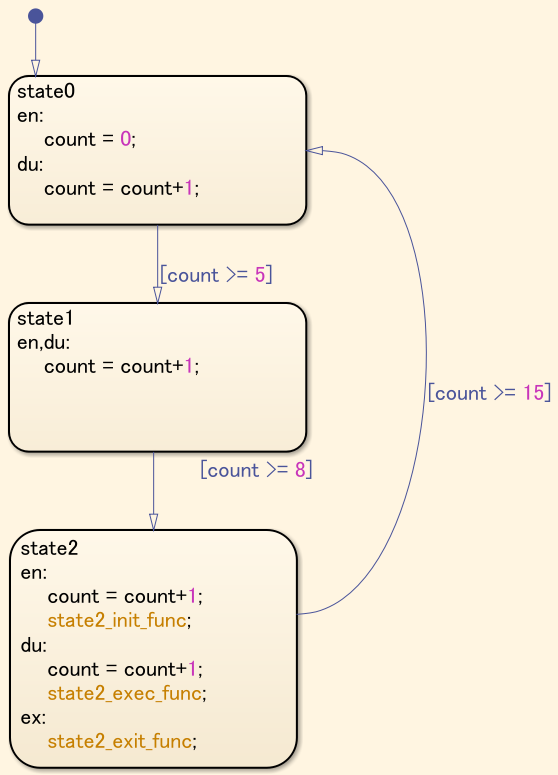 state0
en:
count = 0;
du:
count = count+1;
[count >= 5]
state1
en,du:
count = count+1;
[count >= 15]
[count >= 8]
state2
en:
count = count+1;
state2_init_func;
du:
count = count+1;
state2_exec_func;
ex:
state2_exit_func;